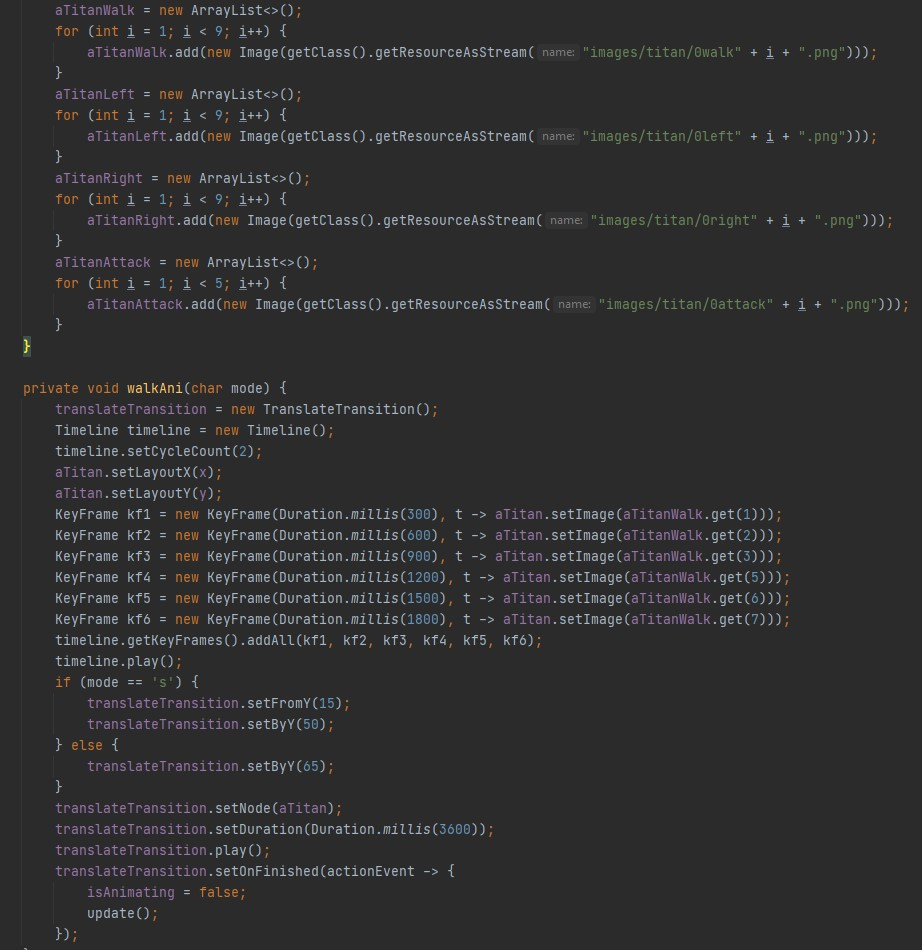 aTitanWalk = new ArrayList<>();
for (int i = 1; i < 9; i++) {
aTitanWalk.add(new Image(getClass().getResourceAsStream( name: "images/titan/0walk" + i + ".png")));
}
aTitanLeft = new ArrayList<>();
for (int i = 1; i < 9; i++) {
aTitanLeft.add(new Image(getClass().getResourceAsStream( name: "images/titan/0left" + i + ".png")));
}
aTitanRight = new ArrayList<>();
for (int i = 1; i < 9; i++) {
aTitanRight.add(new Image(getClass().getResourceAsStream( name: "images/titan/0right" + i + ".png")));
}
aTitanAttack = new ArrayList<>();
for (int i = 1; i < 5; i++) {
aTitanAttack.add(new Image(getClass().getResourceAsStream( name: "images/titan/0attack" + i + ".png")));
}
}
private void walkAni(char mode) {
translateTransition = new TranslateTransition();
Timeline timeline = new Timeline();
timeline.setCycleCount(2);
aTitan.setLayoutX(x);
aTitan.setLayoutY(y);
KeyFrame kf1 = new KeyFrame(Duration.millis(300), t -> aTitan.setImage(aTitanWalk.get(1)));
KeyFrame kf2 = new KeyFrame(Duration.millis(600), t -> aTitan.setImage(aTitanWalk.get(2)));
KeyFrame kf3 = new KeyFrame(Duration.millis(900), t -> aTitan.setImage(aTitanWalk.get(3)));
KeyFrame kf4 = new KeyFrame(Duration.millis(1200), t -> aTitan.setImage(aTitanWalk.get(5)));
KeyFrame kf5 = new KeyFrame(Duration.millis(1500), t -> aTitan.setImage(aTitanWalk.get(6)));
KeyFrame kf6 = new KeyFrame(Duration.millis(1800), t -> aTitan.setImage(aTitanWalk.get(7)));
timeline.getKeyFrames().addAll(kf1, kf2, kf3, kf4, kf5, kf6);
timeline.play();
if (mode == 's') {
translateTransition.setFromY(15);
translateTransition.setByY(50);
} else {
translateTransition.setByY(65);
}
translateTransition.setNode(aTitan);
translateTransition.setDuration(Duration.millis(3600));
translateTransition.play();
translateTransition.setOnFinished(actionEvent -> {
isAnimating = false;
update();
});